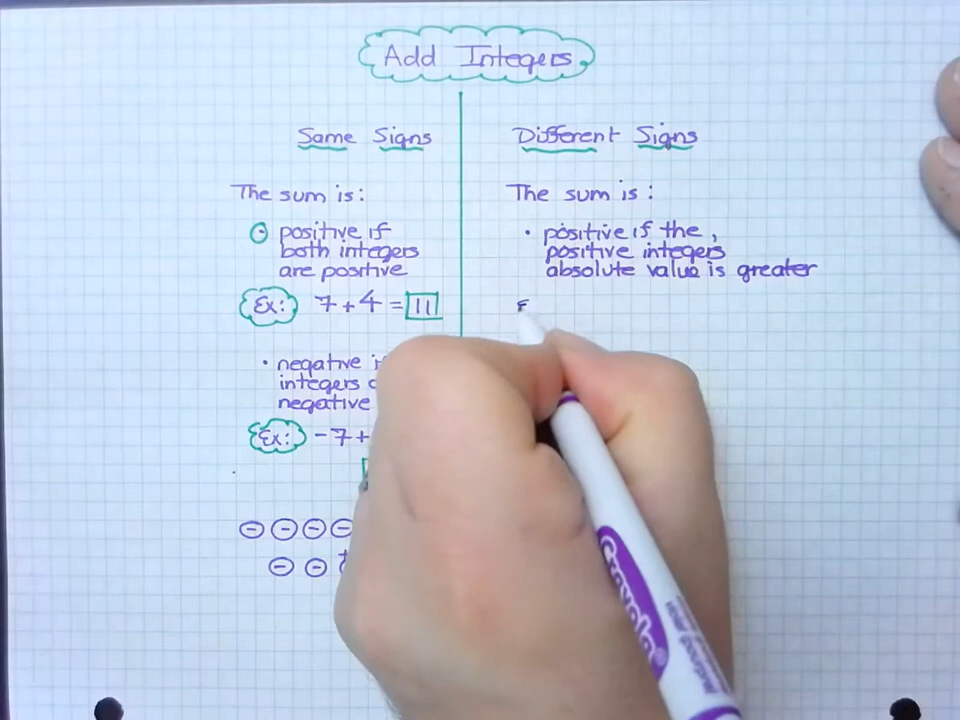 Add Integers
Same Signs
The sum is:
positive if
both integers
are positive
Ex: 7 + 4 = 11
• negative
integers
negative
Ex: -7 +
Different Signs
The sum is:
• positive if the ,
positive integers
absolute value is greater
Crayola